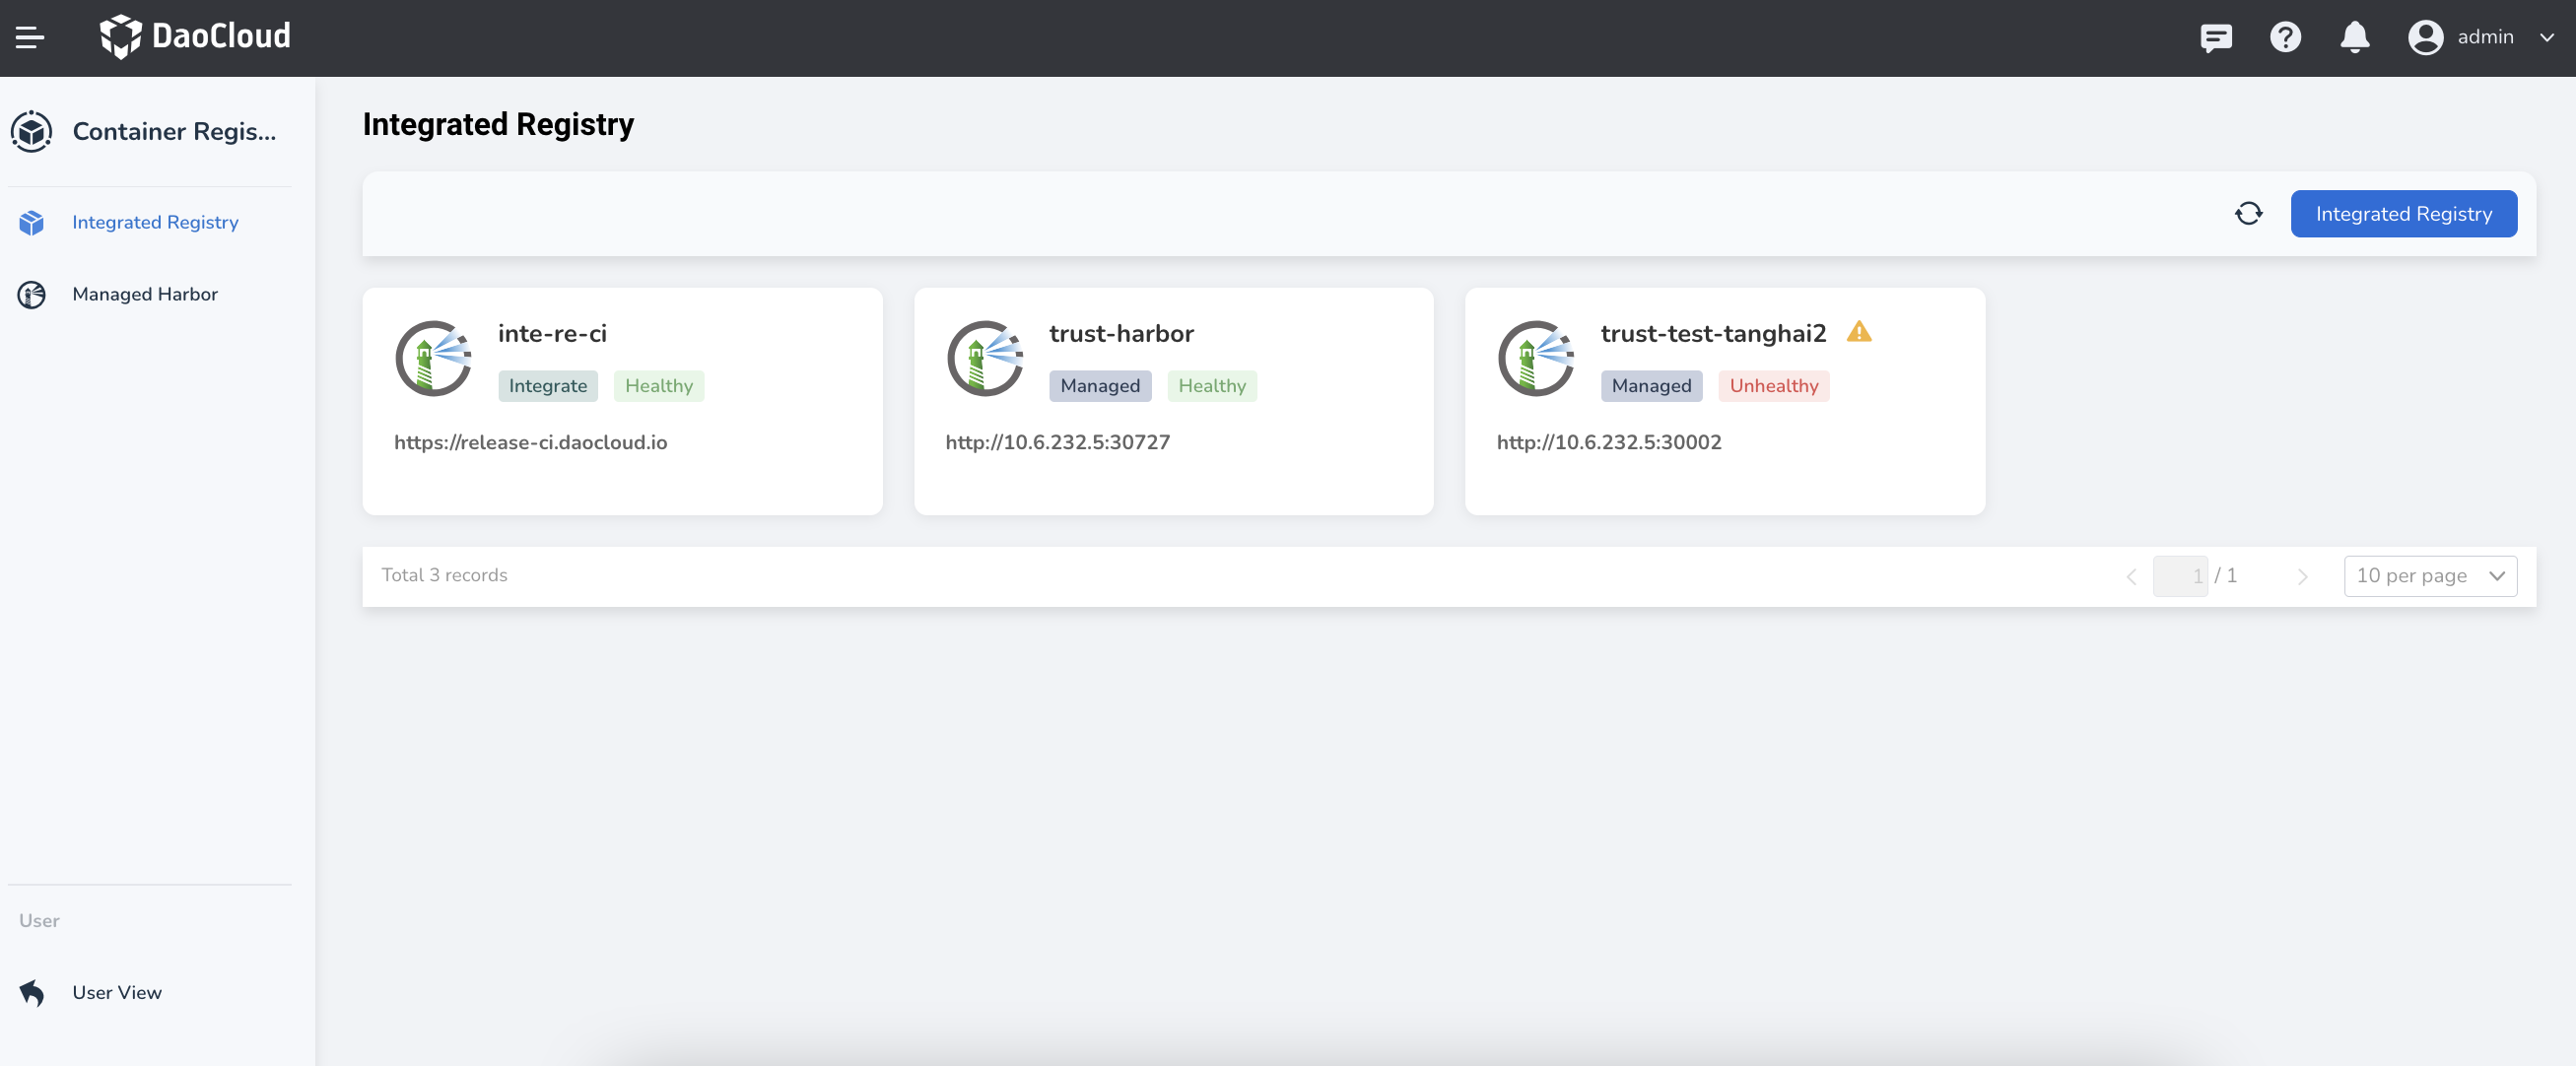 DaoCloud
admin
Container Regis...
Integrated Registry
Managed Harbor
User
User View
Integrated Registry
Integrated Registry
inte-re-ci
Integrate Healthy
https://release-ci.daocloud.io
trust-harbor
Managed Healthy
http://10.6.232.5:30727
trust-test-tanghai2
Managed Unhealthy
http://10.6.232.5:30002
Total 3 records
1 / 1
10 per page